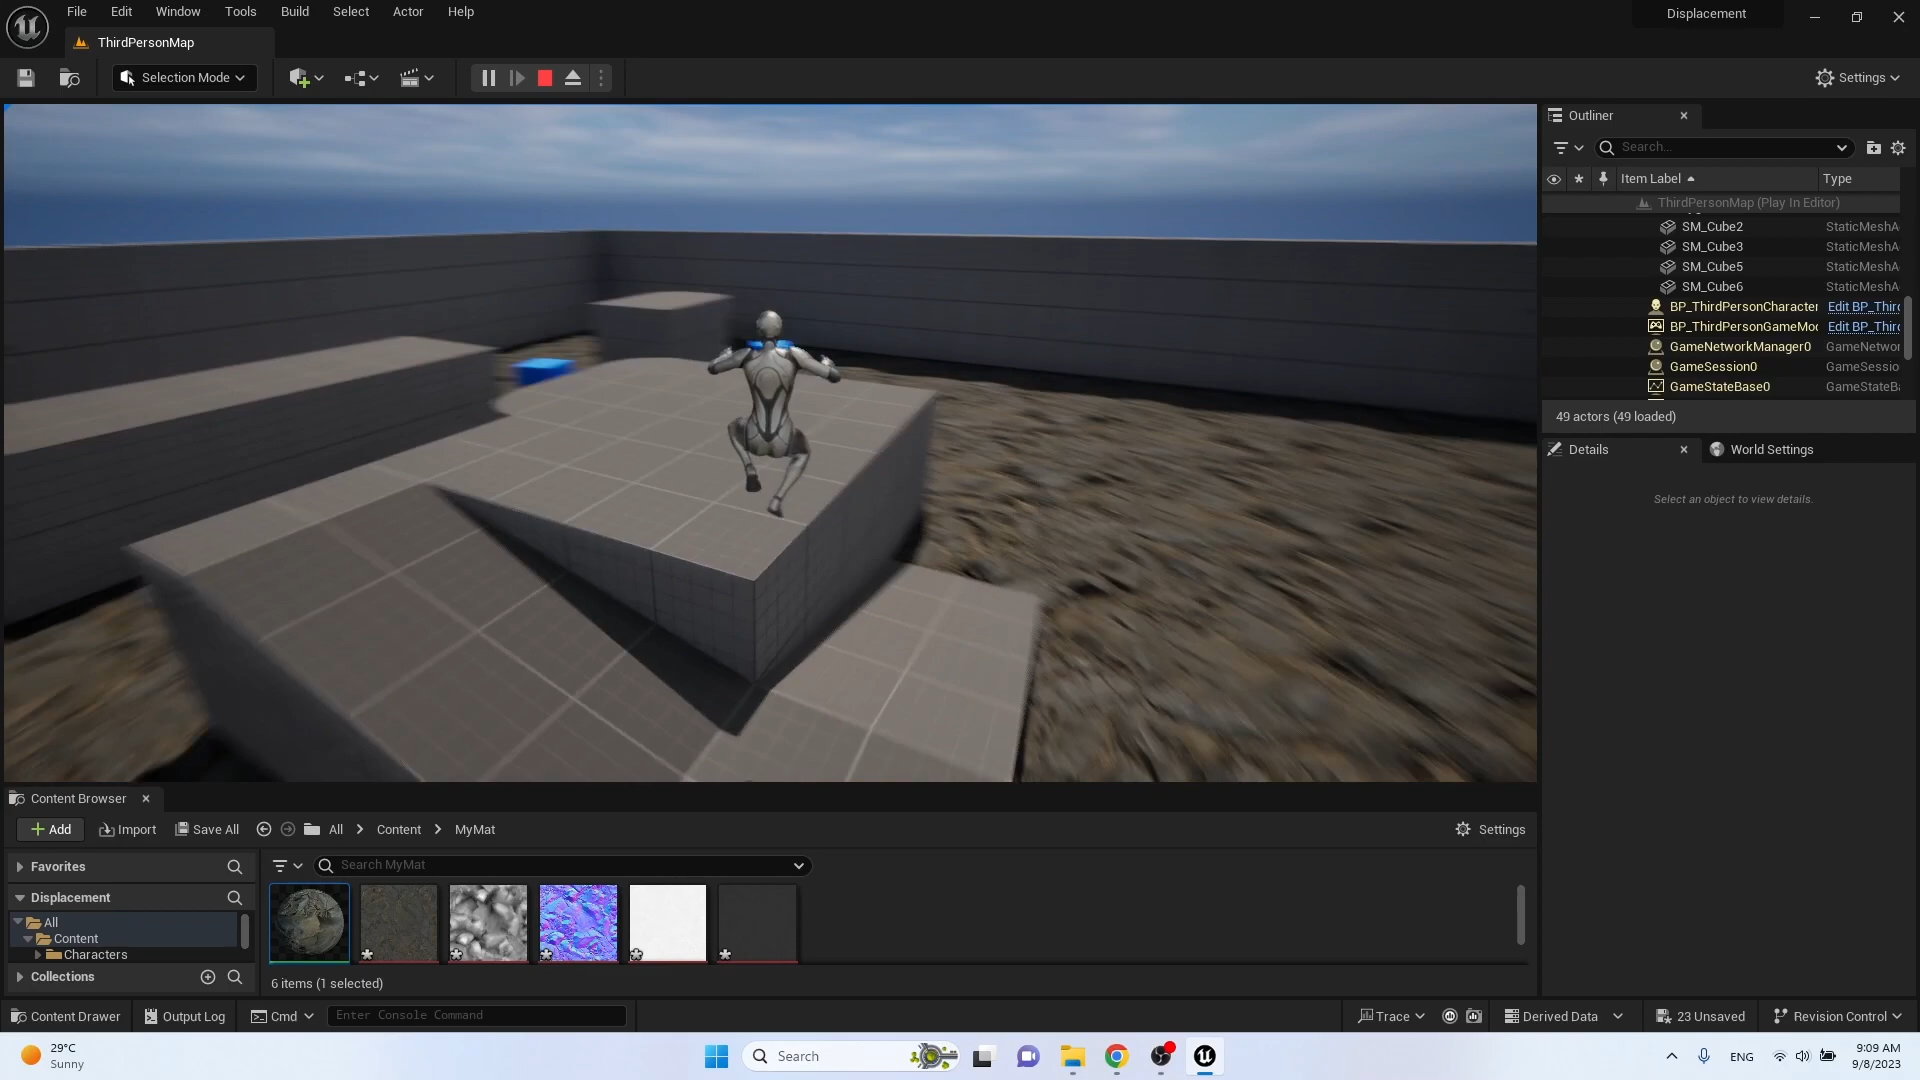 File Edit Window Tools Build Select Actor Help
Displacement
ThirdPersonMap
Selection Mode
Settings
Outliner
Search...
Item Label
Type
ThirdPersonMap (Play In Editor)
SM_Cube2 StaticMeshA
SM_Cube3 StaticMeshA
SM_Cube5 StaticMeshA
SM_Cube6 StaticMeshA
BP_ThirdPersonCharacter Edit BP_Third
BP_ThirdPersonGameMod Edit BP_Third
GameNetworkManager0 GameNetwor
GameSession0 GameSessio
GameStateBase0 GameStateBa
49 actors (49 loaded)
Details
World Settings
Select an object to view details.
Content Browser
Add
Import
Save All
All
Content
MyMat
Settings
Favorites
Search MyMat
Displacement
All
Content
Characters
Collections
6 items (1 selected)
Content Drawer
Output Log
Cmd
Enter Console Command
Trace
Derived Data
23 Unsaved
Revision Control
29°C
Sunny
Search
ENG
9:09 AM
9/8/2023